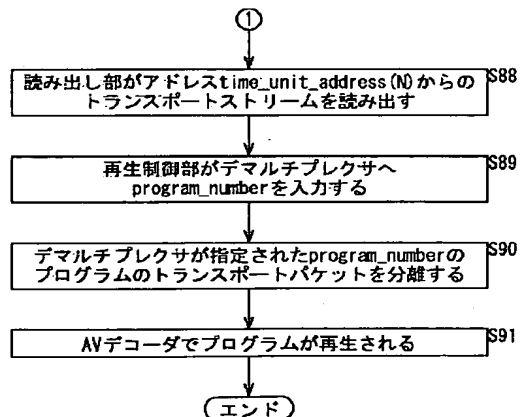 1
読み出し部がアドレスtime_unit_address(N)からの
トランスポートストリームを読み出す
S88
再生制御部がデマルチプレクサへ
program_numberを入力する
S89
デマルチプレクサが指定されたprogram_numberの
プログラムのトランスポートパケットを分離する
S90
AVデコーダでプログラムが再生される
S91
エンド